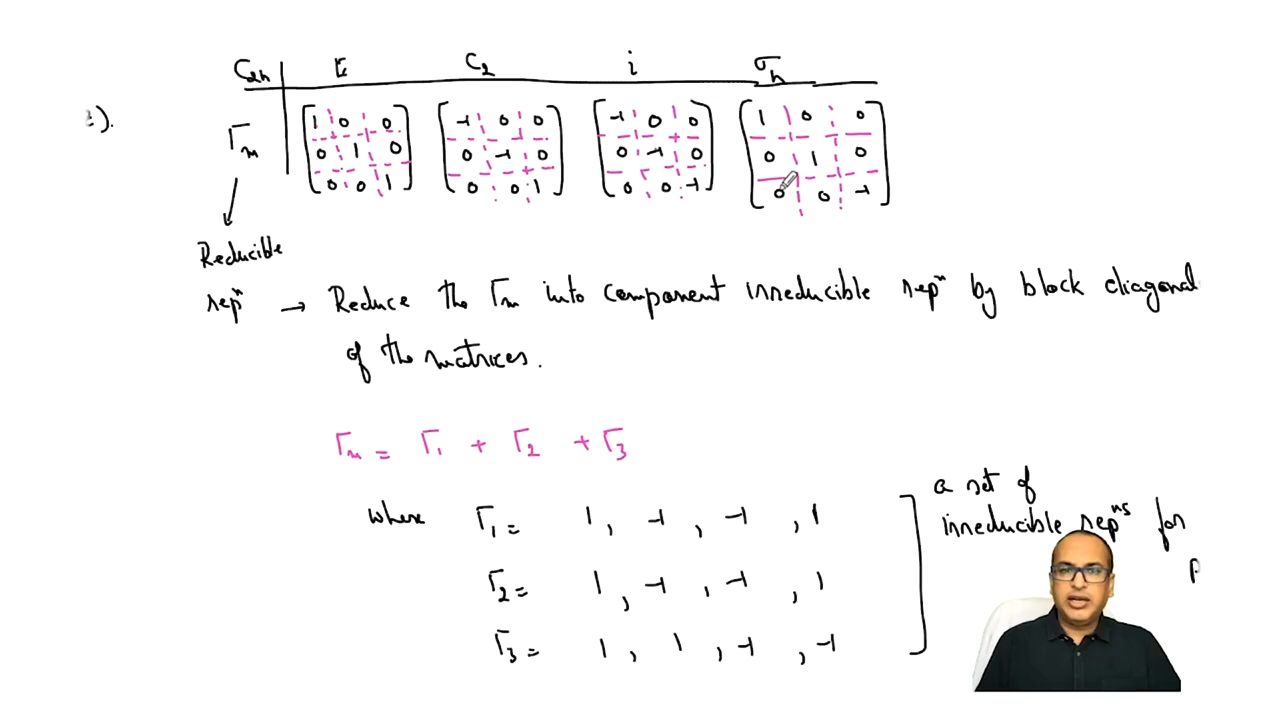 C2h E C2 i σh
ε).
Γm [1 0 0 [-1 0 0 [-1 0 0 [1 0 0
0 1 0 0 -1 0 0 -1 0 0 1 0
0 0 1] 0 0 1] 0 0 -1] 0 0 -1]
Reducible
repⁿ → Reduce the Γm into component irreducible repⁿ by block diagonal
of the matrices.
Γm = Γ1 + Γ2 + Γ3
where Γ1 = 1, -1, -1, 1
Γ2 = 1, -1, -1, 1
Γ3 = 1, 1, -1, -1
a set of
irreducible repⁿˢ for